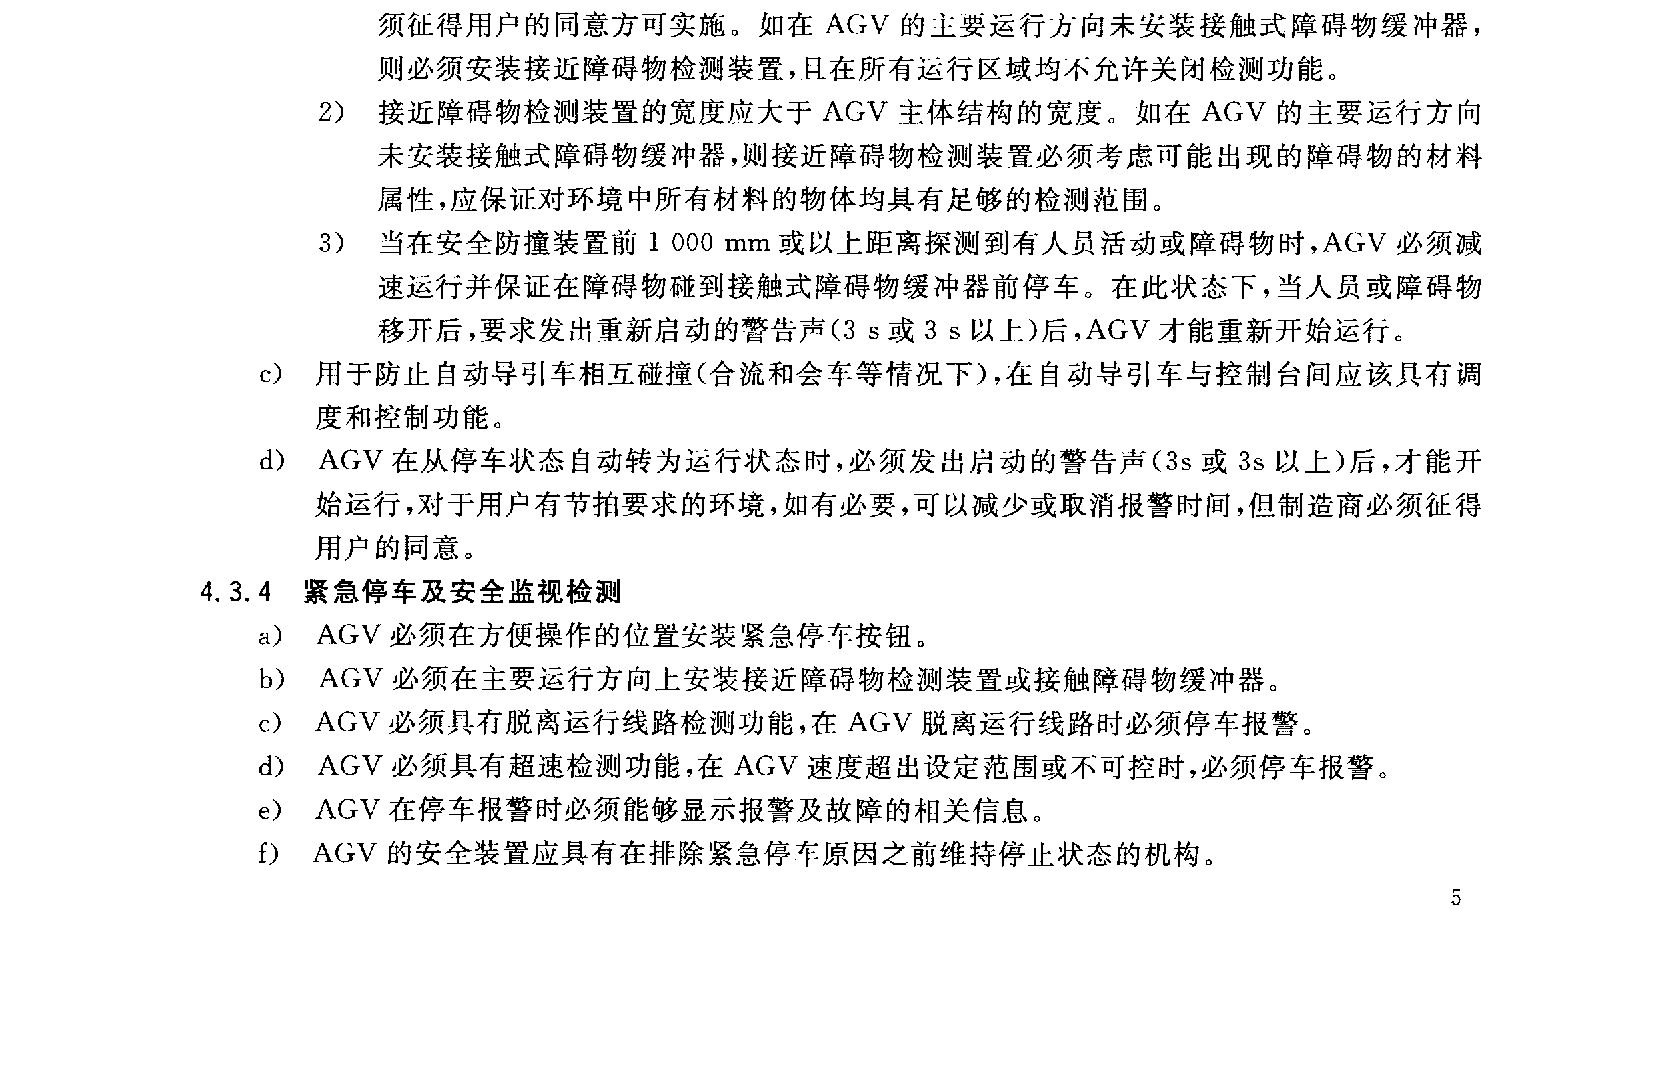 须征得用户的同意方可实施。如在 AGV 的主要运行方向未安装接触式障碍物缓冲器，
则必须安装接近障碍物检测装置，且在所有运行区域均不允许关闭检测功能。
2) 接近障碍物检测装置的宽度应大于 AGV 主体结构的宽度。如在 AGV 的主要运行方向
未安装接触式障碍物缓冲器，则接近障碍物检测装置必须考虑可能出现的障碍物的材料
属性，应保证对环境中所有材料的物体均具有足够的检测范围。
3) 当在安全防撞装置前 1 000 mm 或以上距离探测到有人员活动或障碍物时，AGV 必须减
速运行并保证在障碍物碰到接触式障碍物缓冲器前停车。在此状态下，当人员或障碍物
移开后，要求发出重新启动的警告声(3 s 或 3 s 以上)后，AGV 才能重新开始运行。
c) 用于防止自动导引车相互碰撞(合流和会车等情况下)，在自动导引车与控制台间应该具有调
度和控制功能。
d) AGV 在从停车状态自动转为运行状态时，必须发出启动的警告声(3s 或 3s 以上)后，才能开
始运行，对于用户有节拍要求的环境，如有必要，可以减少或取消报警时间，但制造商必须征得
用户的同意。
4.3.4 紧急停车及安全监视检测
a) AGV 必须在方便操作的位置安装紧急停车按钮。
b) AGV 必须在主要运行方向上安装接近障碍物检测装置或接触障碍物缓冲器。
c) AGV 必须具有脱离运行线路检测功能，在 AGV 脱离运行线路时必须停车报警。
d) AGV 必须具有超速检测功能，在 AGV 速度超出设定范围或不可控时，必须停车报警。
e) AGV 在停车报警时必须能够显示报警及故障的相关信息。
f) AGV 的安全装置应具有在排除紧急停车原因之前维持停止状态的机构。
5